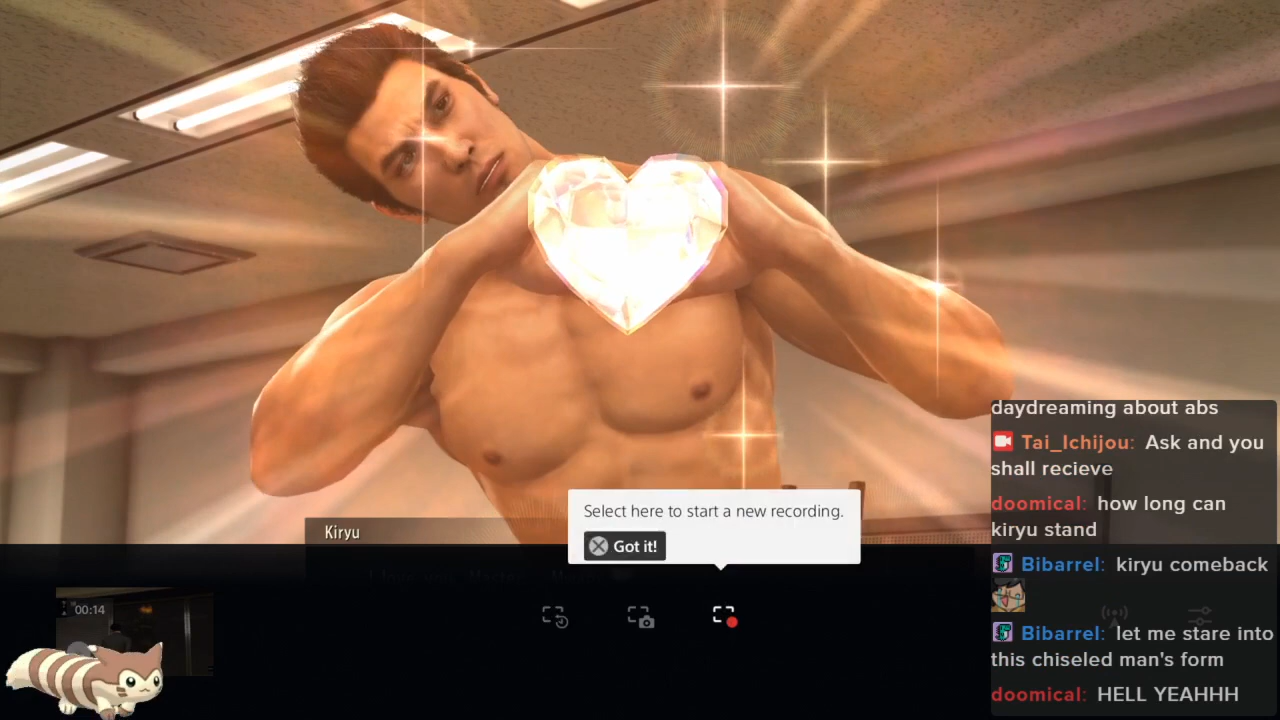 daydreaming about abs
Tai_Ichijou: Ask and you
shall recieve
doomical: how long can
kiryu stand
Bibarrel: kiryu comeback
Bibarrel: let me stare into
this chiseled man's form
doomical: HELL YEAHHH
Select here to start a new recording.
Got it!
Kiryu
00:14